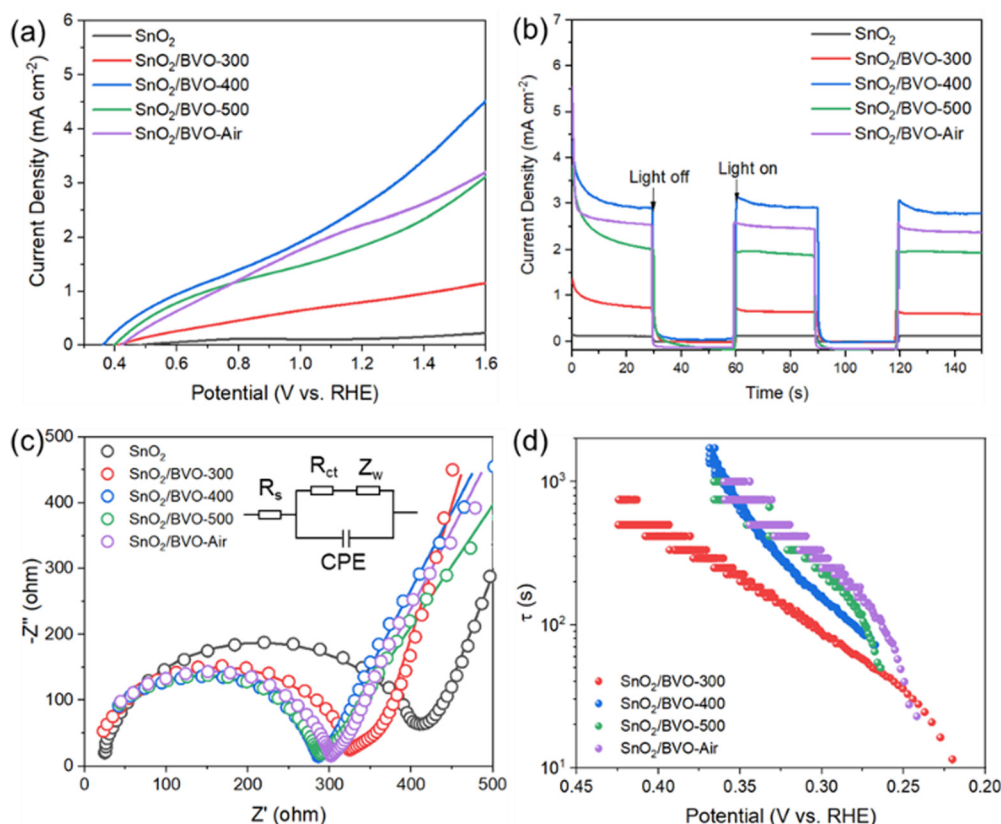 (a)
SnO₂
SnO₂/BVO-300
SnO₂/BVO-400
SnO₂/BVO-500
SnO₂/BVO-Air
Current Density (mA cm⁻²)
6
5
4
3
2
1
0
0.4 0.6 0.8 1.0 1.2 1.4 1.6
Potential (V vs. RHE)
(b)
SnO₂
SnO₂/BVO-300
SnO₂/BVO-400
SnO₂/BVO-500
SnO₂/BVO-Air
Light off
Light on
Current Density (mA cm⁻²)
7
6
5
4
3
2
1
0
0 20 40 60 80 100 120 140
Time (s)
(c)
SnO₂
SnO₂/BVO-300
SnO₂/BVO-400
SnO₂/BVO-500
SnO₂/BVO-Air
Rₛ
R_ct
Z_w
CPE
-Z" (ohm)
500
400
300
200
100
0
0 100 200 300 400 500
Z' (ohm)
(d)
τ (s)
10³
10²
10¹
SnO₂/BVO-300
SnO₂/BVO-400
SnO₂/BVO-500
SnO₂/BVO-Air
0.45 0.40 0.35 0.30 0.25 0.20
Potential (V vs. RHE)